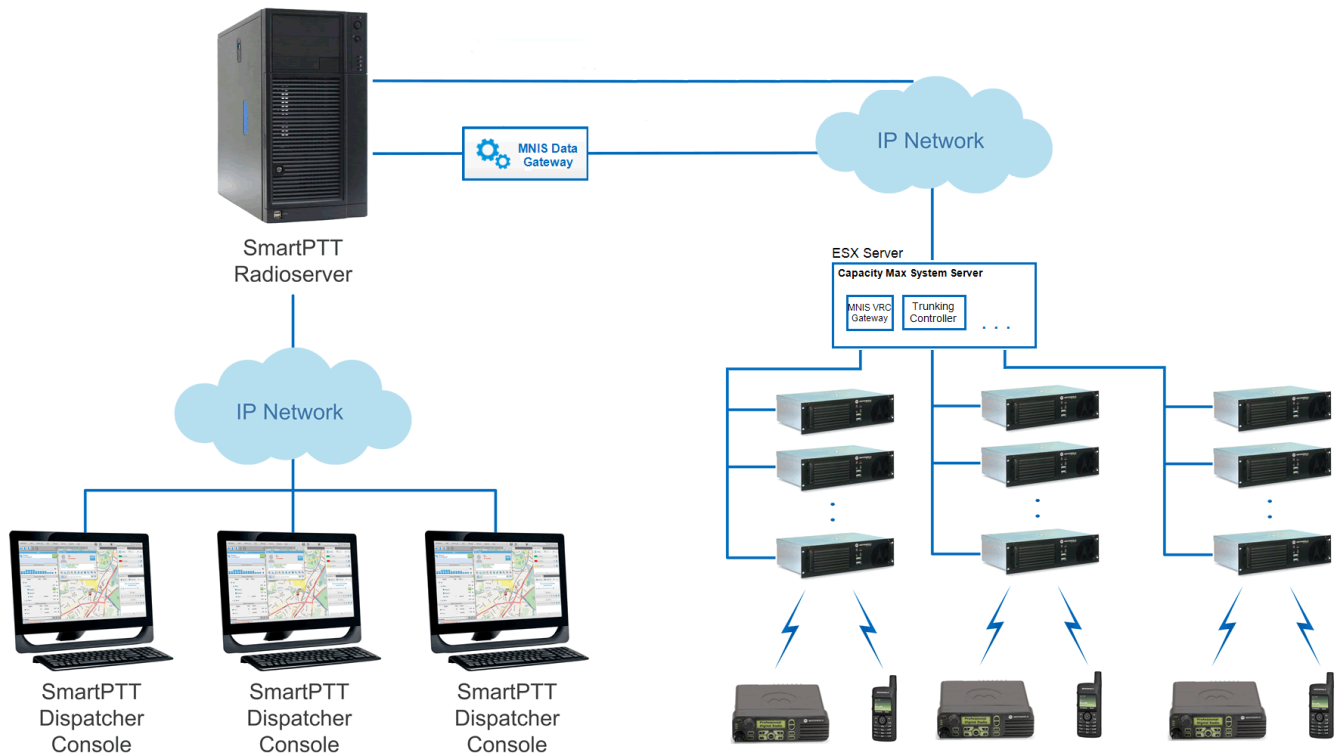 MNIS Data
Gateway
IP Network
SmartPTT
Radioserver
ESX Server
Capacity Max System Server
MNIS VRC
Gateway
Trunking
Controller
. . .
IP Network
SmartPTT
Dispatcher
Console
SmartPTT
Dispatcher
Console
SmartPTT
Dispatcher
Console